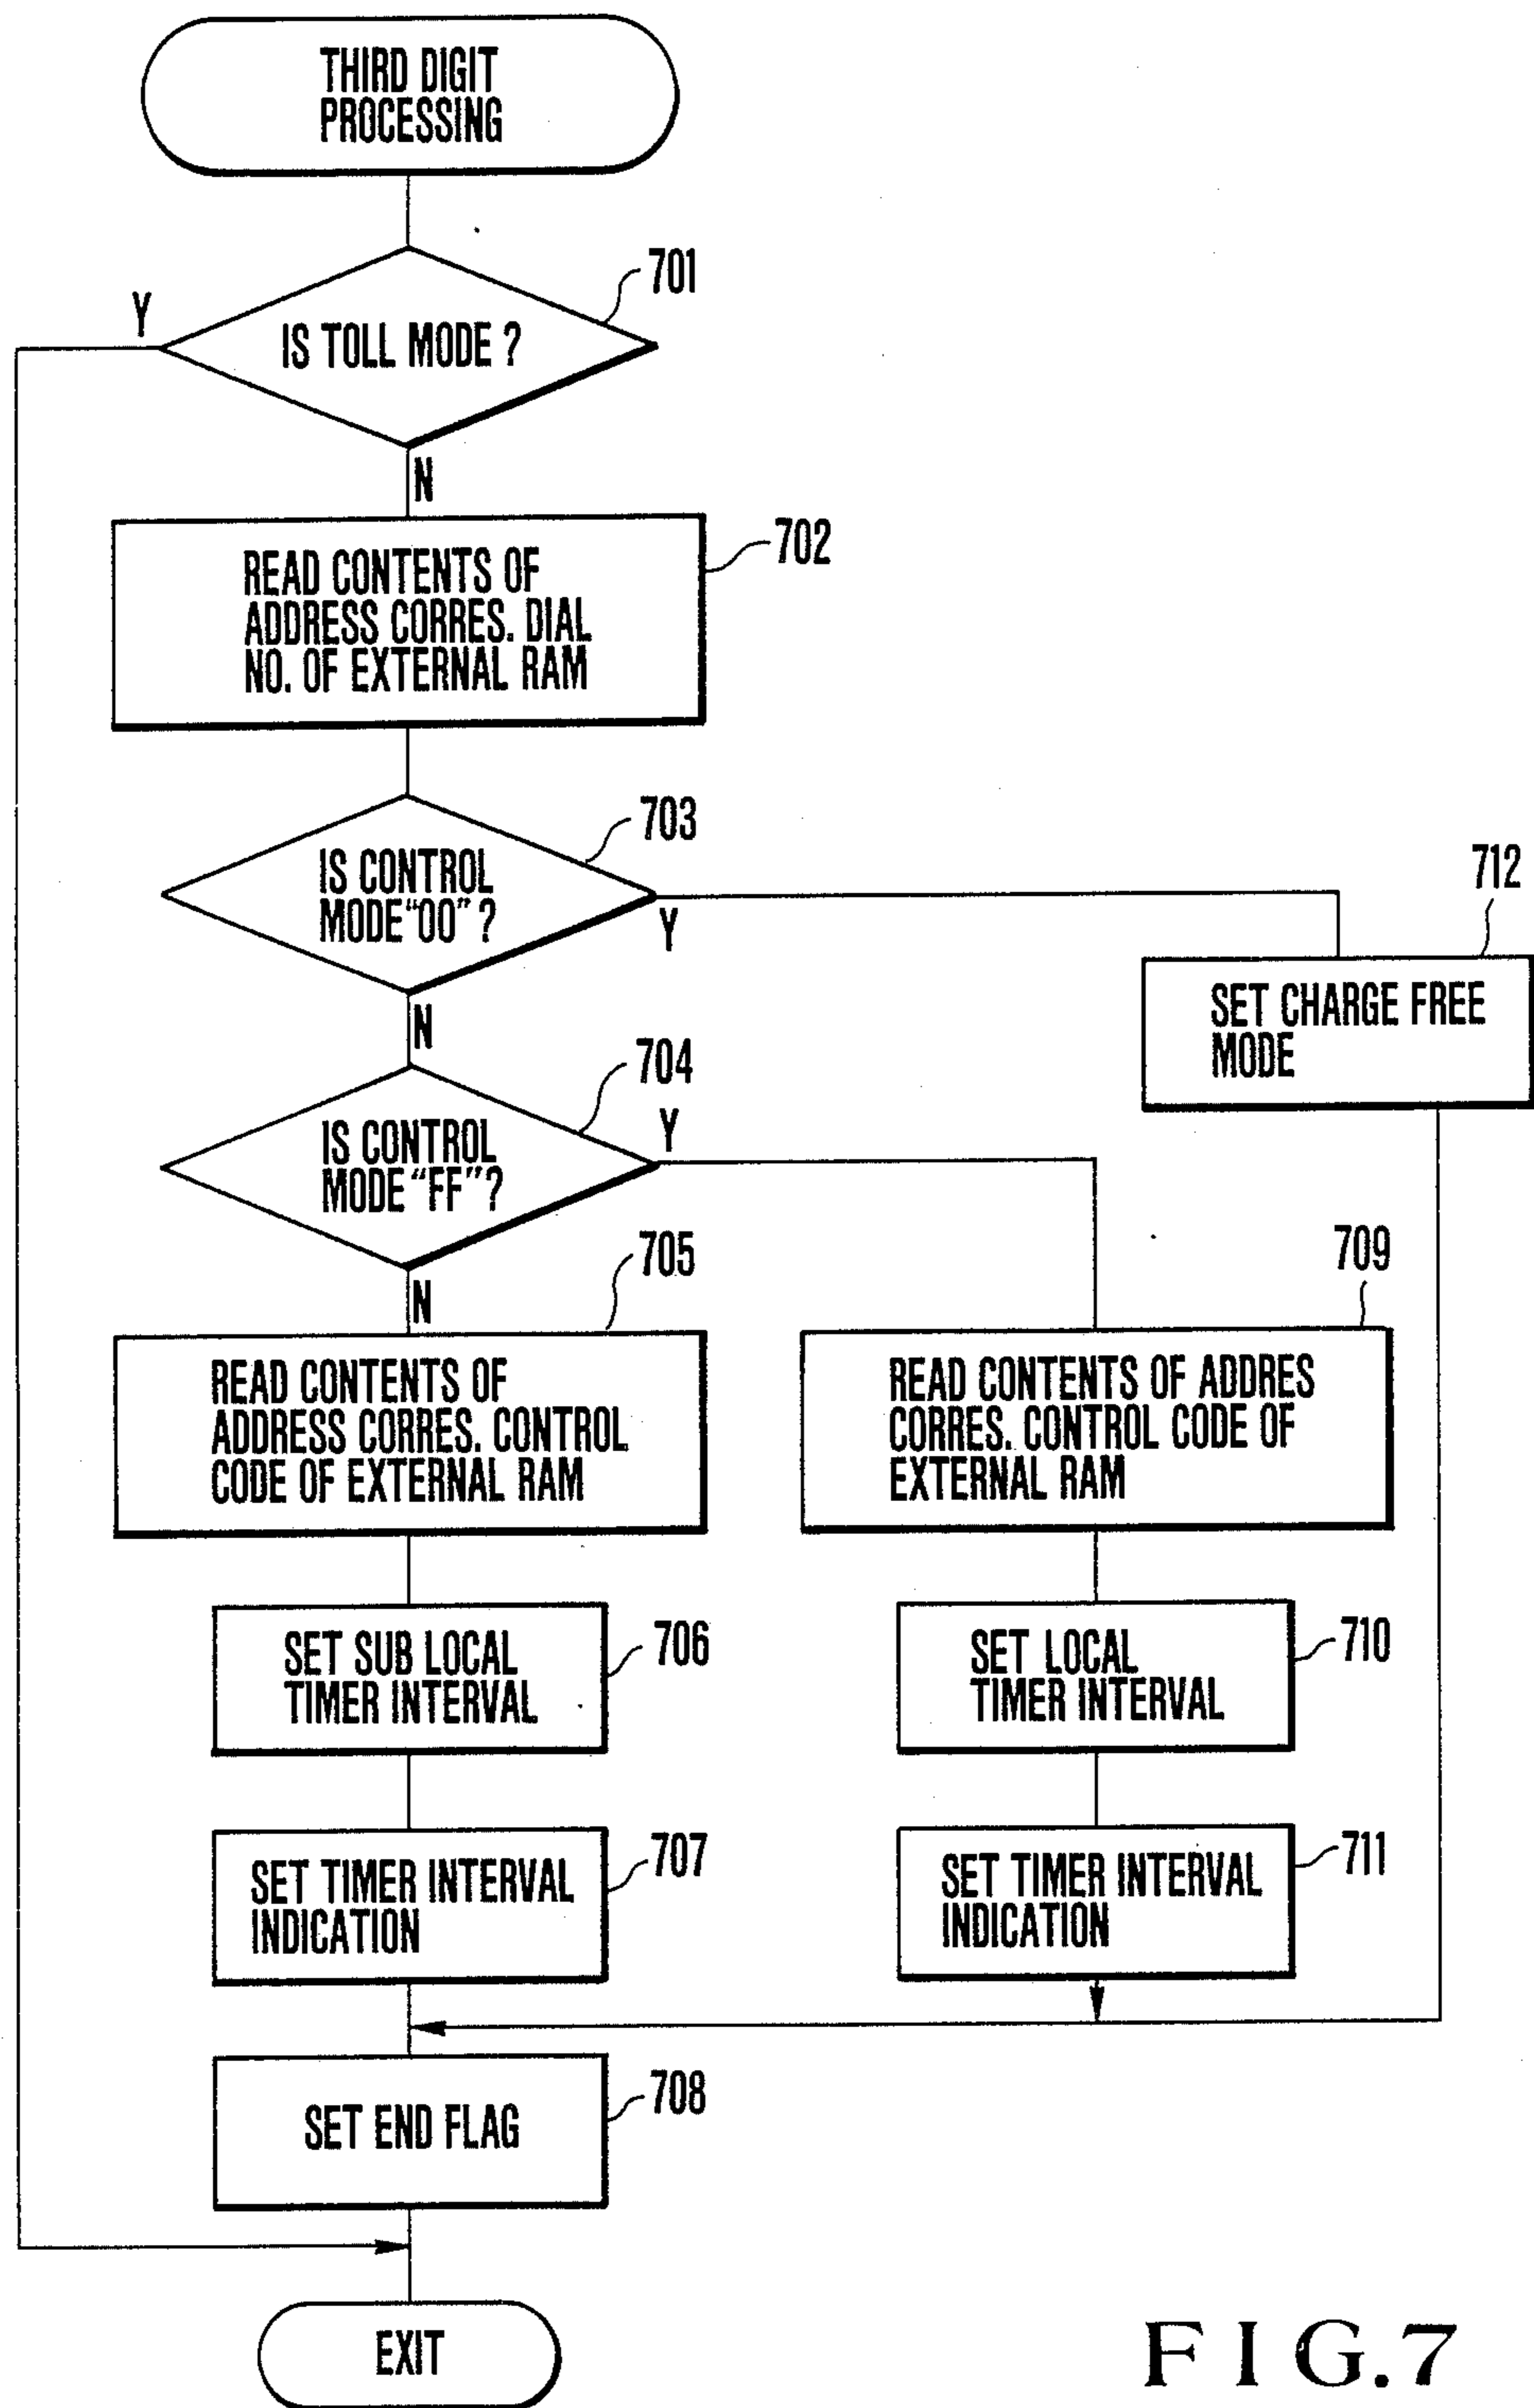 THIRD DIGIT
PROCESSING
701
Y
IS TOLL MODE ?
N
702
READ CONTENTS OF
ADDRESS CORRES. DIAL
NO. OF EXTERNAL RAM
703
IS CONTROL
MODE "00" ?
Y
712
SET CHARGE FREE
MODE
N
704
IS CONTROL
MODE "FF" ?
Y
705
N
709
READ CONTENTS OF
ADDRESS CORRES. CONTROL
CODE OF EXTERNAL RAM
READ CONTENTS OF ADDRES
CORRES. CONTROL CODE OF
EXTERNAL RAM
SET SUB LOCAL
TIMER INTERVAL
706
SET LOCAL
TIMER INTERVAL
710
SET TIMER INTERVAL
INDICATION
707
SET TIMER INTERVAL
INDICATION
711
SET END FLAG
708
EXIT
FIG.7